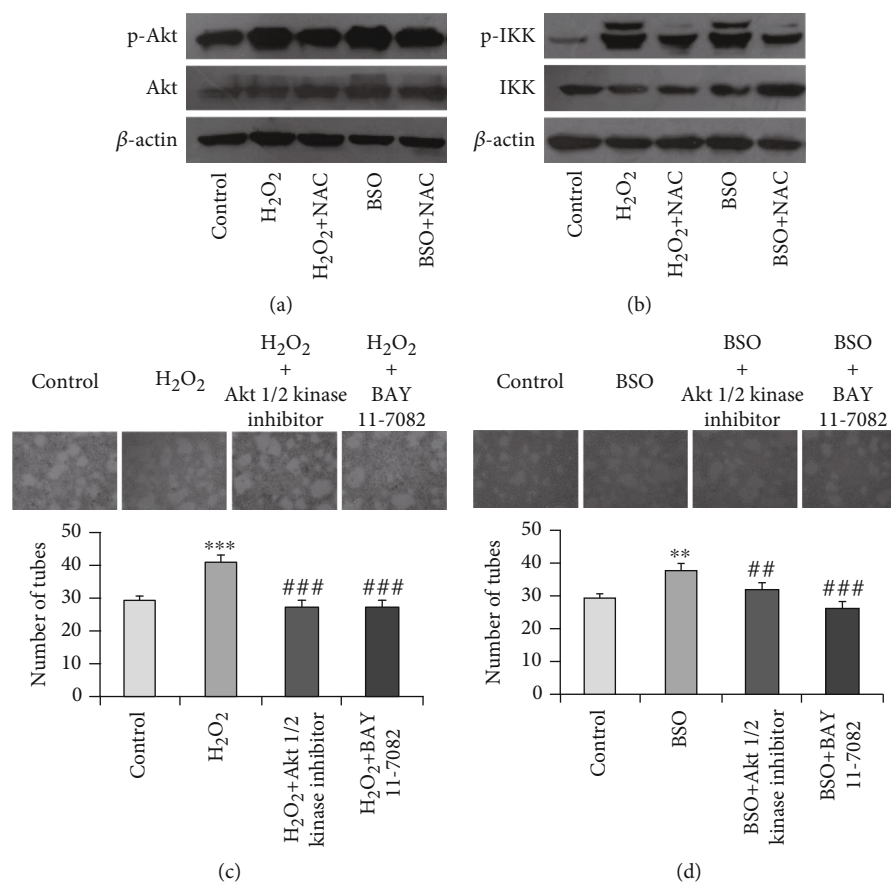 p-Akt
Akt
β-actin
Control
H₂O₂
H₂O₂+NAC
BSO
BSO+NAC
(a)
p-IKK
IKK
β-actin
Control
H₂O₂
H₂O₂+NAC
BSO
BSO+NAC
(b)
Control
H₂O₂
H₂O₂
+
Akt 1/2 kinase
inhibitor
H₂O₂
+
BAY
11-7082
Number of tubes
50
40
30
20
10
0
***
###
###
Control
H₂O₂
H₂O₂+Akt 1/2
kinase inhibitor
H₂O₂+BAY
11-7082
(c)
Control
BSO
BSO
+
Akt 1/2 kinase
inhibitor
BSO
+
BAY
11-7082
Number of tubes
50
40
30
20
10
0
**
##
###
Control
BSO
BSO+Akt 1/2
kinase inhibitor
BSO+BAY
11-7082
(d)